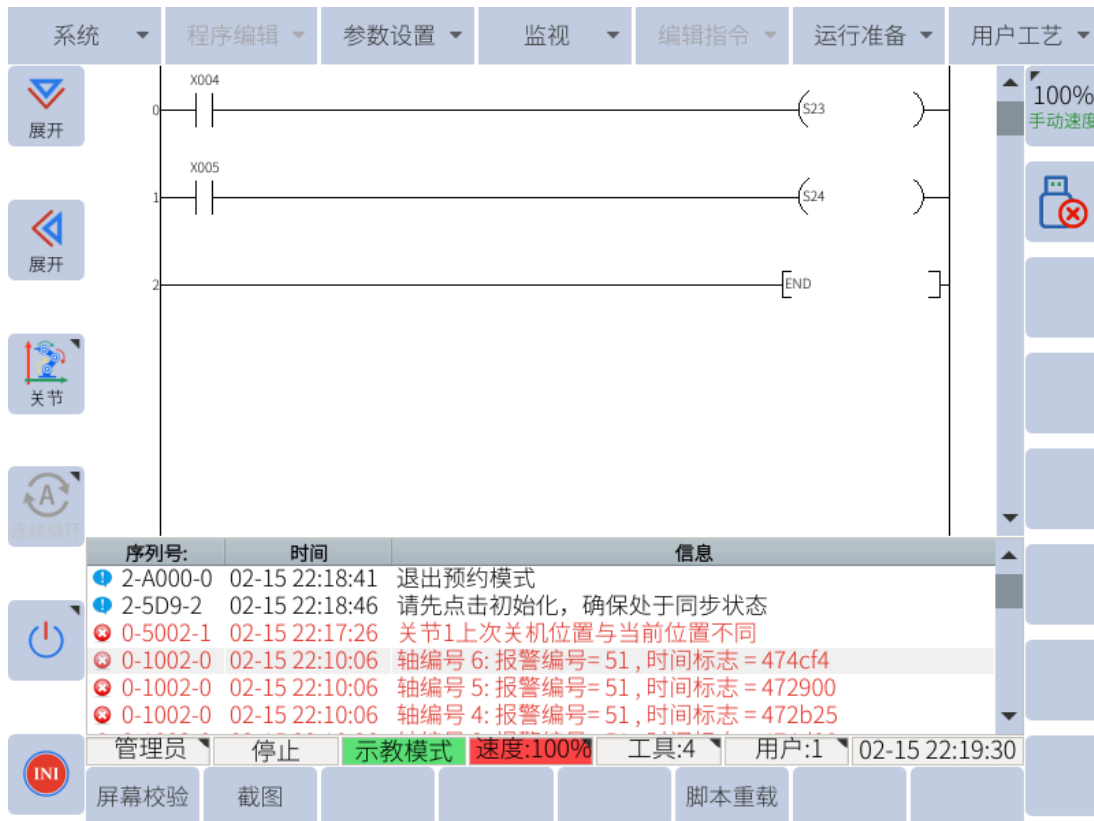 系统 程序编辑 参数设置 监视 编辑指令 运行准备 用户工艺
展开
展开
关节
A
连续循环
INI
X004
0 S23
X005
1 S24
2 END
100%
手动速度
序列号: 时间 信息
2-A000-0 02-15 22:18:41 退出预约模式
2-5D9-2 02-15 22:18:46 请先点击初始化，确保处于同步状态
0-5002-1 02-15 22:17:26 关节1上次关机位置与当前位置不同
0-1002-0 02-15 22:10:06 轴编号 6: 报警编号= 51 , 时间标志 = 474cf4
0-1002-0 02-15 22:10:06 轴编号 5: 报警编号= 51 , 时间标志 = 472900
0-1002-0 02-15 22:10:06 轴编号 4: 报警编号= 51 , 时间标志 = 472b25
管理员 停止 示教模式 速度:100% 工具:4 用户:1 02-15 22:19:30
屏幕校验 截图 脚本重载